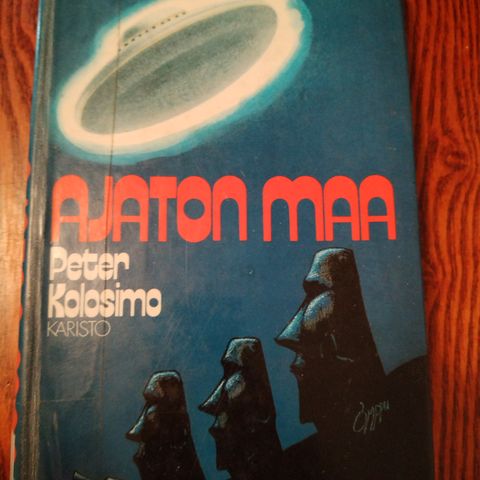 AJATON MAA
Peter
Kolosimo
KARISTO